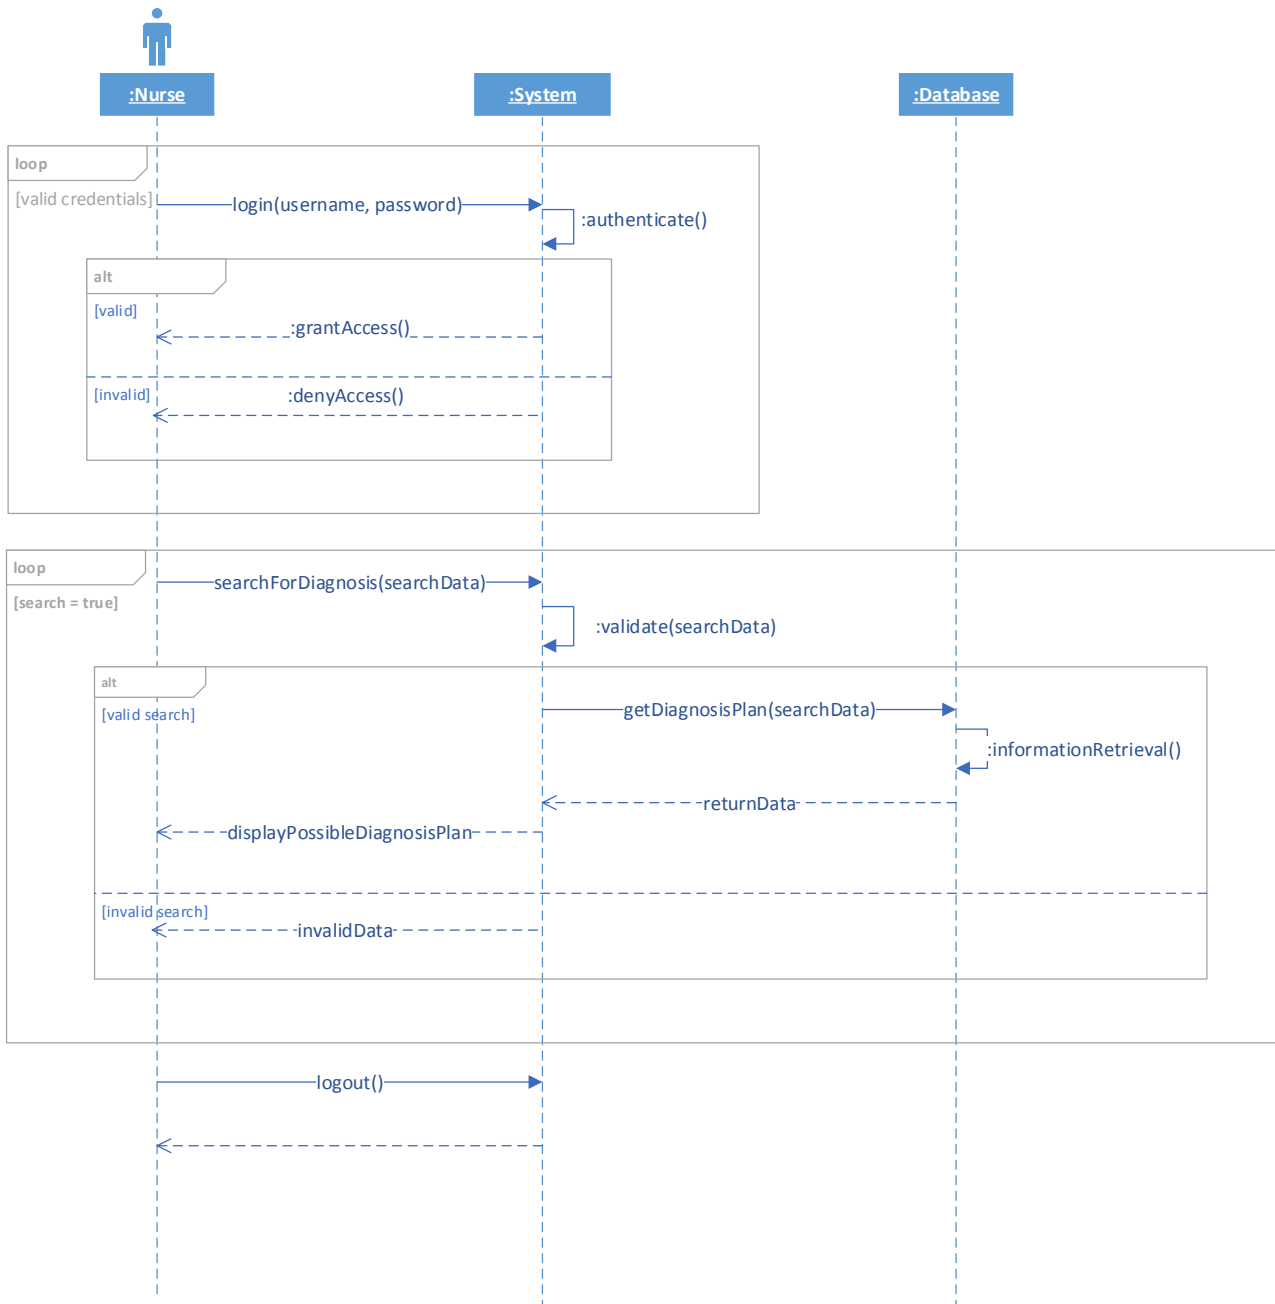 :Nurse
:System
:Database
loop
[valid credentials]
login(username, password)
:authenticate()
alt
[valid]
:grantAccess()
[invalid]
:denyAccess()
loop
searchForDiagnosis(searchData)
[search = true]
:validate(searchData)
alt
[valid search]
getDiagnosisPlan(searchData)
:informationRetrieval()
returnData
displayPossibleDiagnosisPlan
[invalid search]
invalidData
logout()